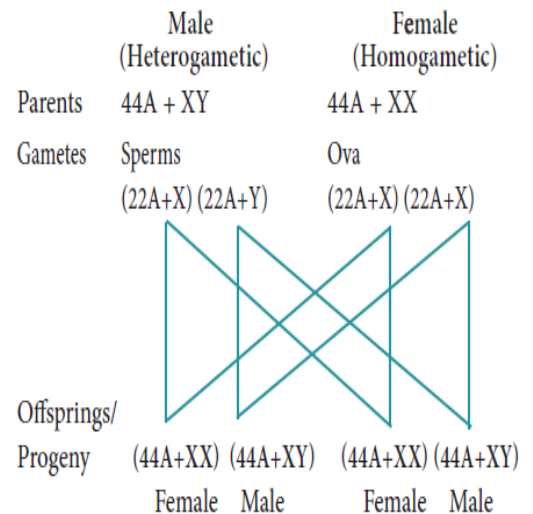 Male Female
(Heterogametic) (Homogametic)
Parents 44A + XY 44A + XX
Gametes Sperms Ova
(22A+X) (22A+Y) (22A+X) (22A+X)
Offsprings/
Progeny (44A+XX) (44A+XY) (44A+XX) (44A+XY)
Female Male Female Male